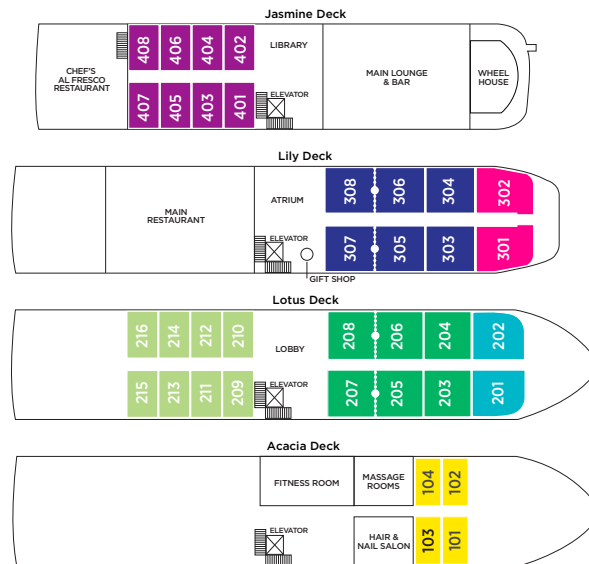 Jasmine Deck
408 406 404 402
LIBRARY
CHEF'S
AL FRESCO
RESTAURANT
MAIN LOUNGE
& BAR
WHEEL
HOUSE
ELEVATOR
407 405 403 401
Lily Deck
308 306 304 302
MAIN
RESTAURANT
ATRIUM
ELEVATOR
307 305 303 301
GIFT SHOP
Lotus Deck
216 214 212 210
LOBBY
208 206 204 202
ELEVATOR
215 213 211 209
207 205 203 201
Acacia Deck
FITNESS ROOM
MASSAGE
ROOMS
104 102
ELEVATOR
HAIR &
NAIL SALON
103 101